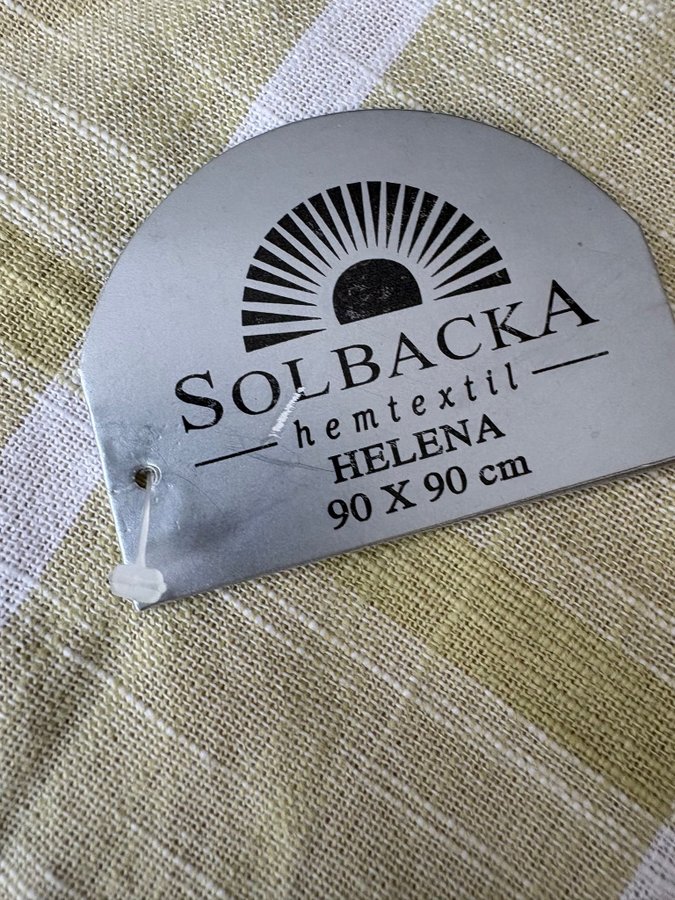 SOLBACKA
hemtextil
HELENA
90 X 90 cm